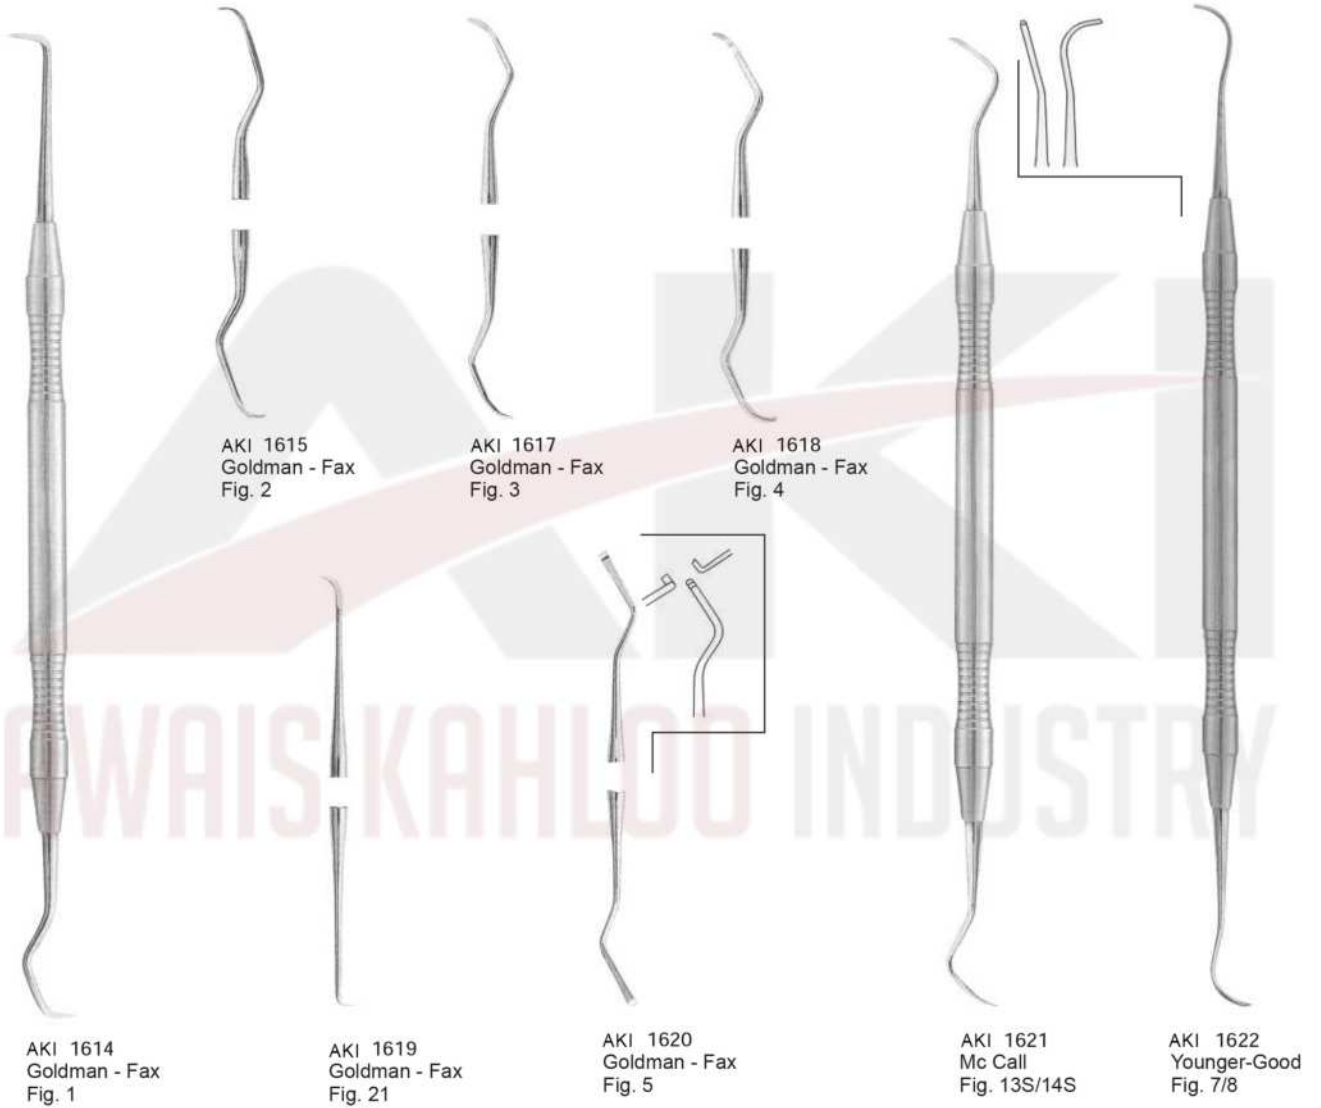 AKI 1615
Goldman - Fax
Fig. 2
AKI 1617
Goldman - Fax
Fig. 3
AKI 1618
Goldman - Fax
Fig. 4
AKI
AWAIS KAHLOO INDUSTRY
AKI 1614
Goldman - Fax
Fig. 1
AKI 1619
Goldman - Fax
Fig. 21
AKI 1620
Goldman - Fax
Fig. 5
AKI 1621
Mc Call
Fig. 13S/14S
AKI 1622
Younger-Good
Fig. 7/8